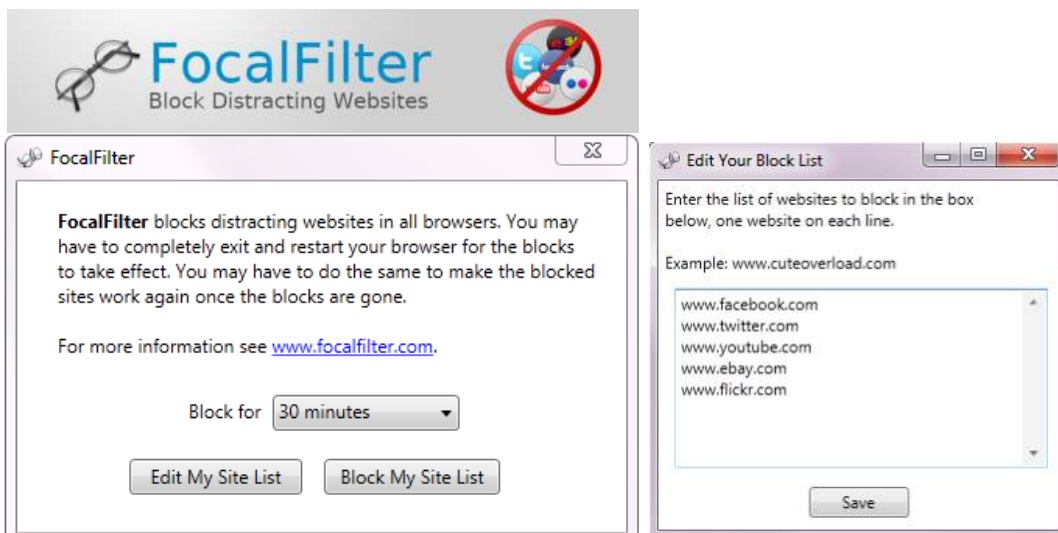 FocalFilter
Block Distracting Websites
FocalFilter
FocalFilter blocks distracting websites in all browsers. You may
have to completely exit and restart your browser for the blocks
to take effect. You may have to do the same to make the blocked
sites work again once the blocks are gone.
For more information see www.focalfilter.com.
Block for 30 minutes
Edit My Site List Block My Site List
Edit Your Block List
Enter the list of websites to block in the box
below, one website on each line.
Example: www.cuteoverload.com
www.facebook.com
www.twitter.com
www.youtube.com
www.ebay.com
www.flickr.com
Save